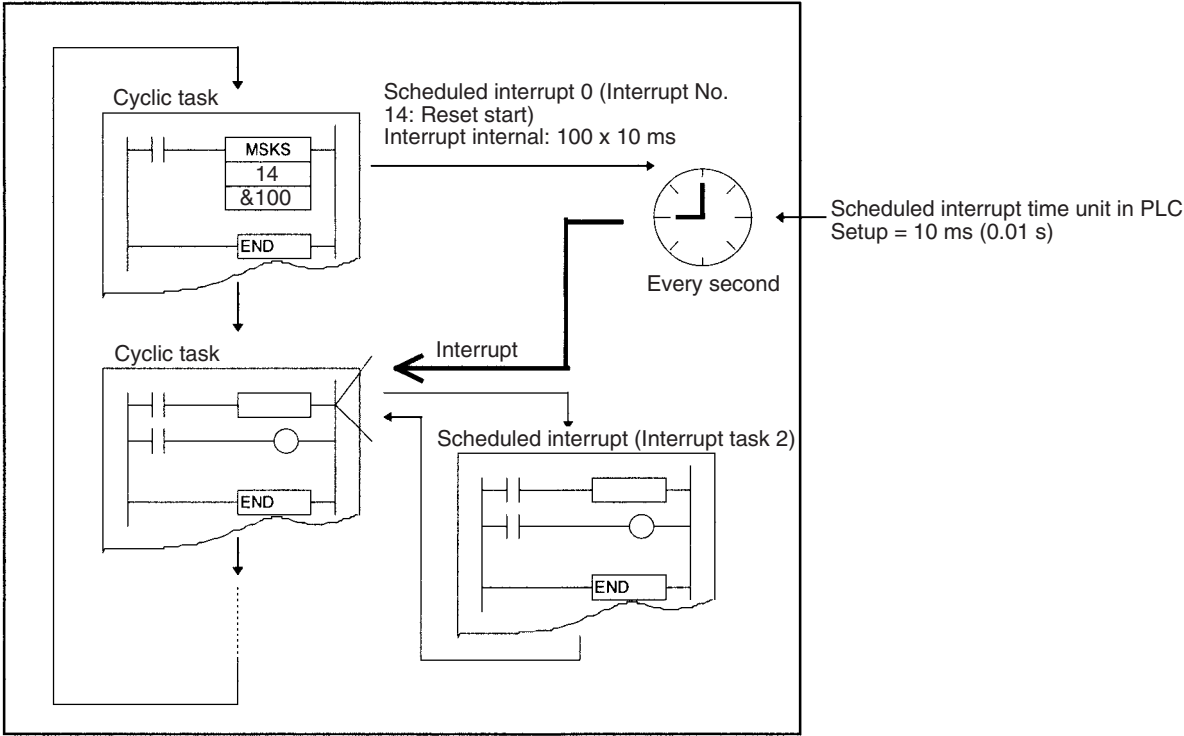 Cyclic task
MSKS
14
&100
END
Scheduled interrupt 0 (Interrupt No.
14: Reset start)
Interrupt internal: 100 x 10 ms
Scheduled interrupt time unit in PLC
Setup = 10 ms (0.01 s)
Every second
Interrupt
Cyclic task
END
Scheduled interrupt (Interrupt task 2)
END